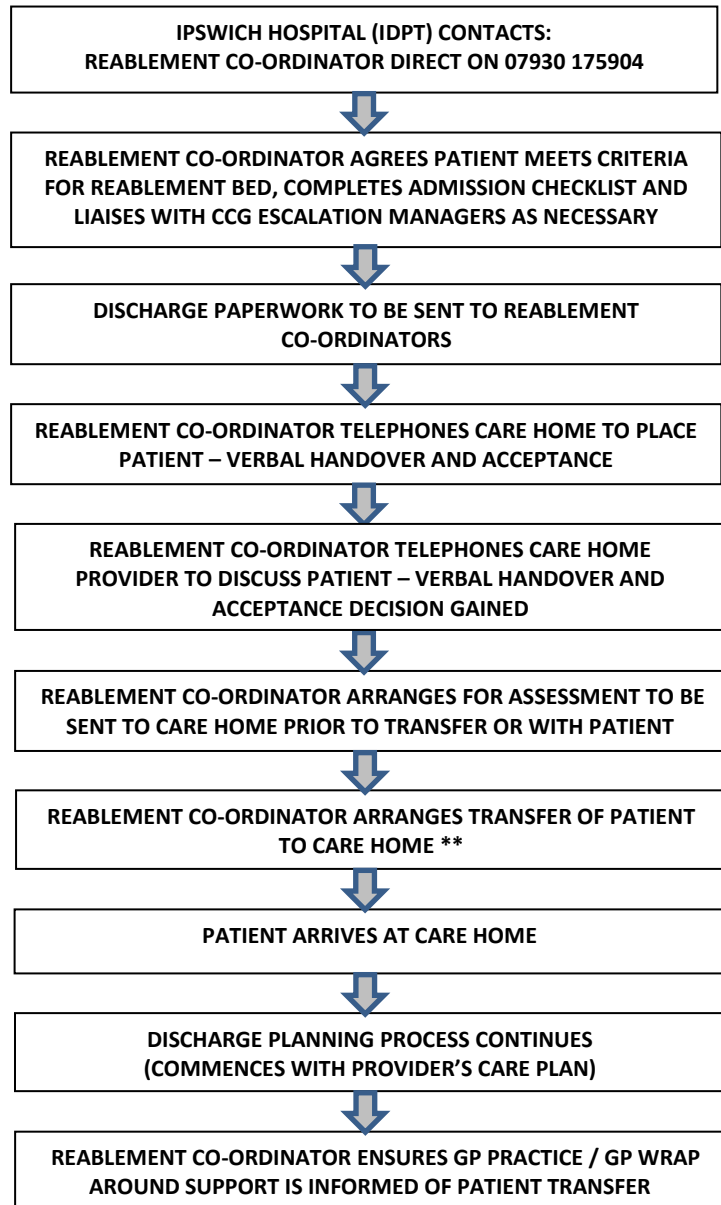 IPSWICH HOSPITAL (IDPT) CONTACTS:
REABLEMENT CO-ORDINATOR DIRECT ON 07930 175904
REABLEMENT CO-ORDINATOR AGREES PATIENT MEETS CRITERIA
FOR REABLEMENT BED, COMPLETES ADMISSION CHECKLIST AND
LIAISES WITH CCG ESCALATION MANAGERS AS NECESSARY
DISCHARGE PAPERWORK TO BE SENT TO REABLEMENT
CO-ORDINATORS
REABLEMENT CO-ORDINATOR TELEPHONES CARE HOME TO PLACE
PATIENT – VERBAL HANDOVER AND ACCEPTANCE
REABLEMENT CO-ORDINATOR TELEPHONES CARE HOME
PROVIDER TO DISCUSS PATIENT – VERBAL HANDOVER AND
ACCEPTANCE DECISION GAINED
REABLEMENT CO-ORDINATOR ARRANGES FOR ASSESSMENT TO BE
SENT TO CARE HOME PRIOR TO TRANSFER OR WITH PATIENT
REABLEMENT CO-ORDINATOR ARRANGES TRANSFER OF PATIENT
TO CARE HOME **
PATIENT ARRIVES AT CARE HOME
DISCHARGE PLANNING PROCESS CONTINUES
(COMMENCES WITH PROVIDER'S CARE PLAN)
REABLEMENT CO-ORDINATOR ENSURES GP PRACTICE / GP WRAP
AROUND SUPPORT IS INFORMED OF PATIENT TRANSFER